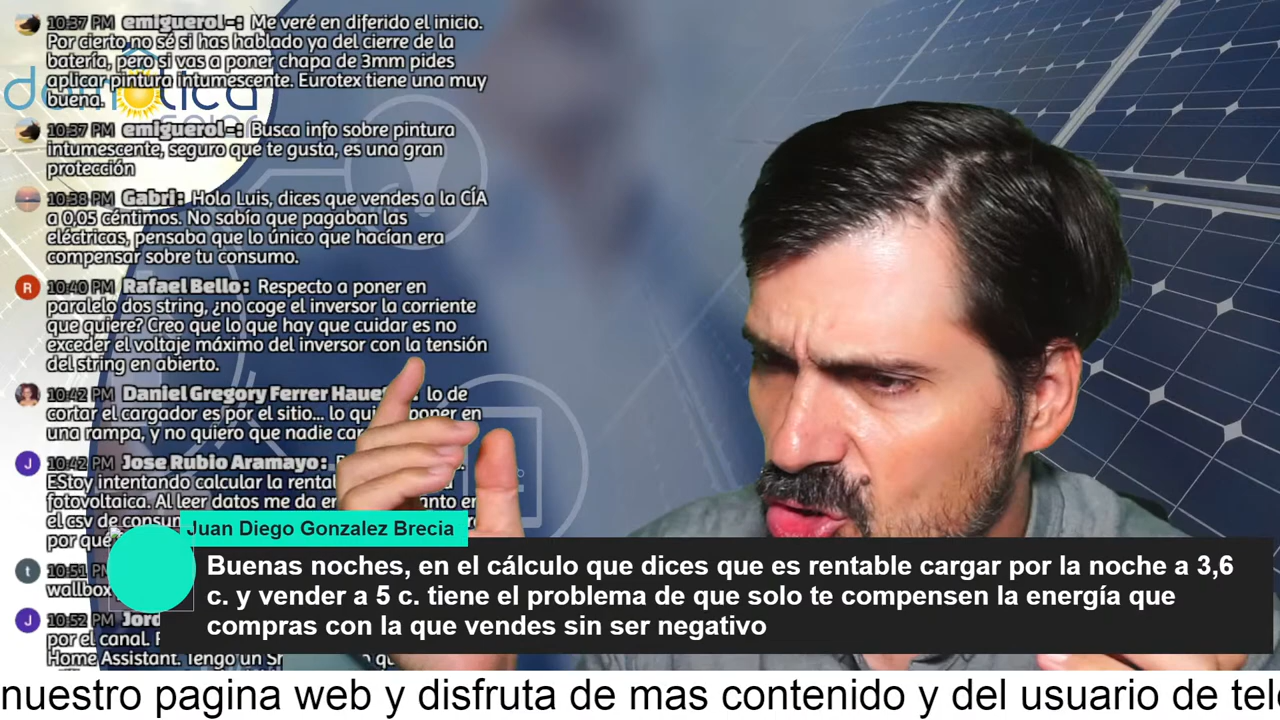 10:37 PM emiguerol-: Me veré en diferido el inicio.
Por cierto no sé si has hablado ya del cierre de la
batería, pero si vas a poner chapa de 3mm pides
aplicar pintura intumescente. Eurotex tiene una muy
buena.
domotica
solar
10:37 PM emiguerol-: Busca info sobre pintura
intumescente, seguro que te gusta, es una gran
protección
10:38 PM Gabri: Hola Luis, dices que vendes a la CÍA
a 0,05 céntimos. No sabía que pagaban las
eléctricas, pensaba que lo único que hacían era
compensar sobre tu consumo.
R 10:40 PM Rafael Bello: Respecto a poner en
paralelo dos string, ¿no coge el inversor la corriente
que quiere? Creo que lo que hay que cuidar es no
exceder el voltaje máximo del inversor con la tensión
del string en abierto.
10:42 PM Daniel Gregory Ferrer lo de
cortar el cargador es por el sitio... lo poner en
una rampa, y no quiero que nadie
J 10:42 PM Jose Rubio Aramayo:
EStoy intentando calcular la
fotovoltaica. Al leer datos me da en
el csv de
por
Juan Diego Gonzalez Brecia
Buenas noches, en el cálculo que dices que es rentable cargar por la noche a 3,6
c. y vender a 5 c. tiene el problema de que solo te compensen la energía que
compras con la que vendes sin ser negativo
t 10:51 PM
wallbox
J 10:52 PM
por el canal.
Home Assistant. Tengo un
nuestro pagina web y disfruta de mas contenido y del usuario de